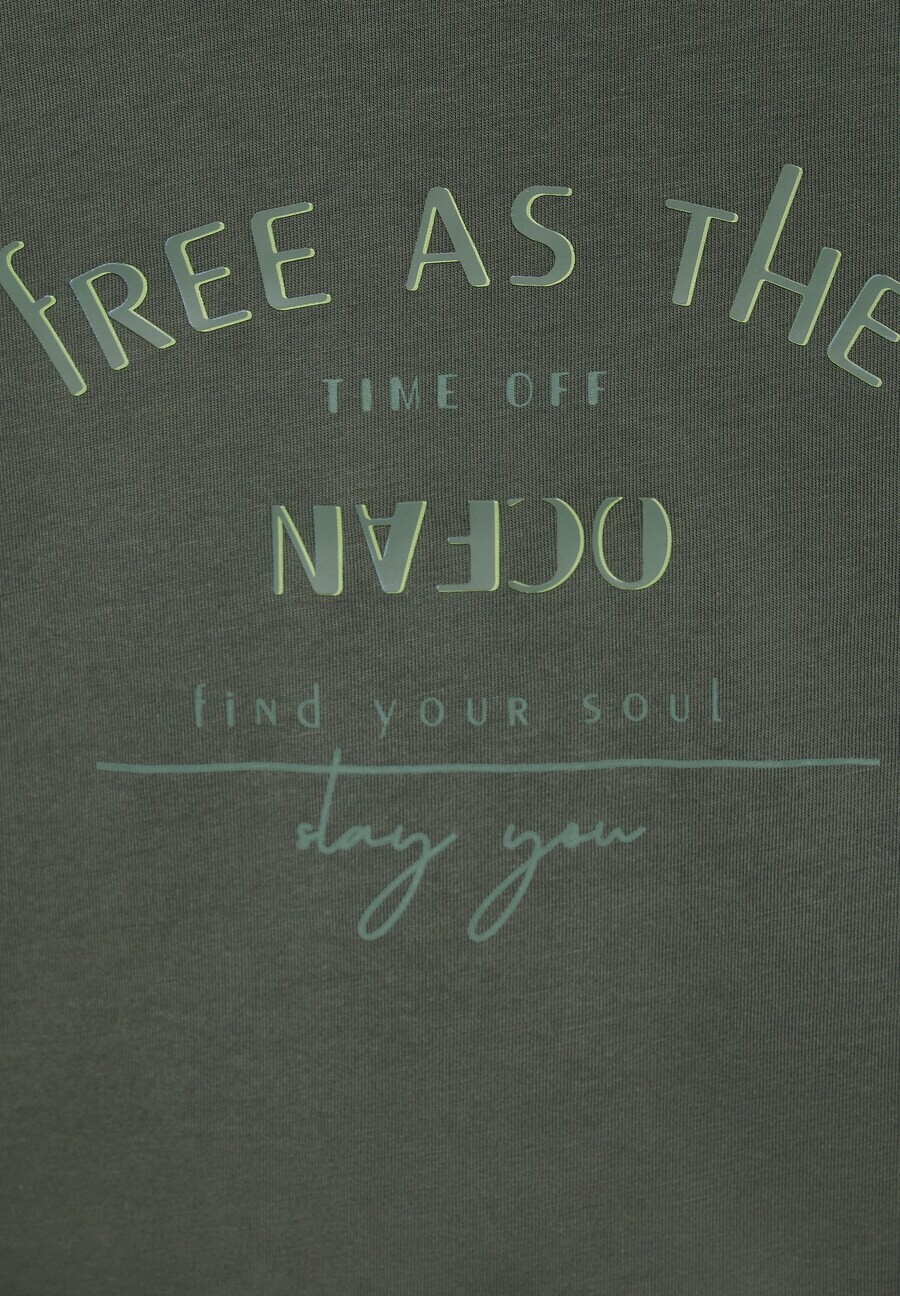 fREE AS THE
TIME OFF
OCEAN
find youR soul
stay you